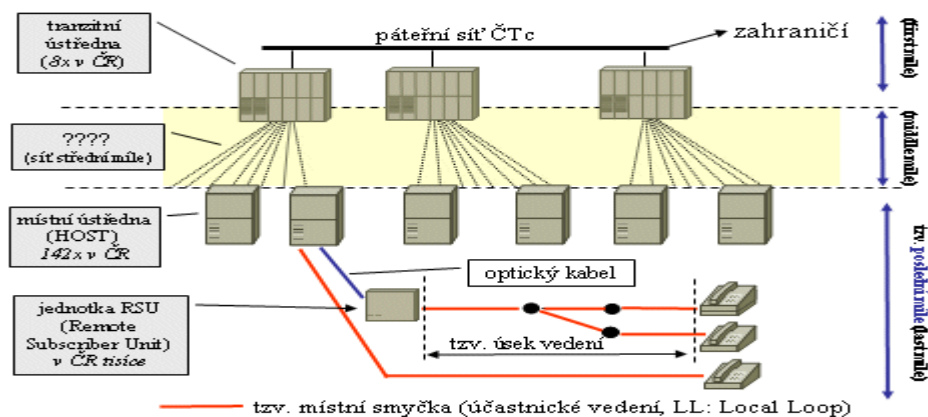 tranzitní
ústředna
(8x v ČR)
páteřní síť ČTc
zahraničí
(first mile)
????
(síť střední míle)
(middle mile)
místní ústředna
(HOST)
142x v ČR
optický kabel
jednotka RSU
(Remote
Subscriber Unit)
v ČR tisíce
tzv. úsek vedení
tzv. poslední míle (last mile)
tzv. místní smyčka (účastnické vedení, LL: Local Loop)